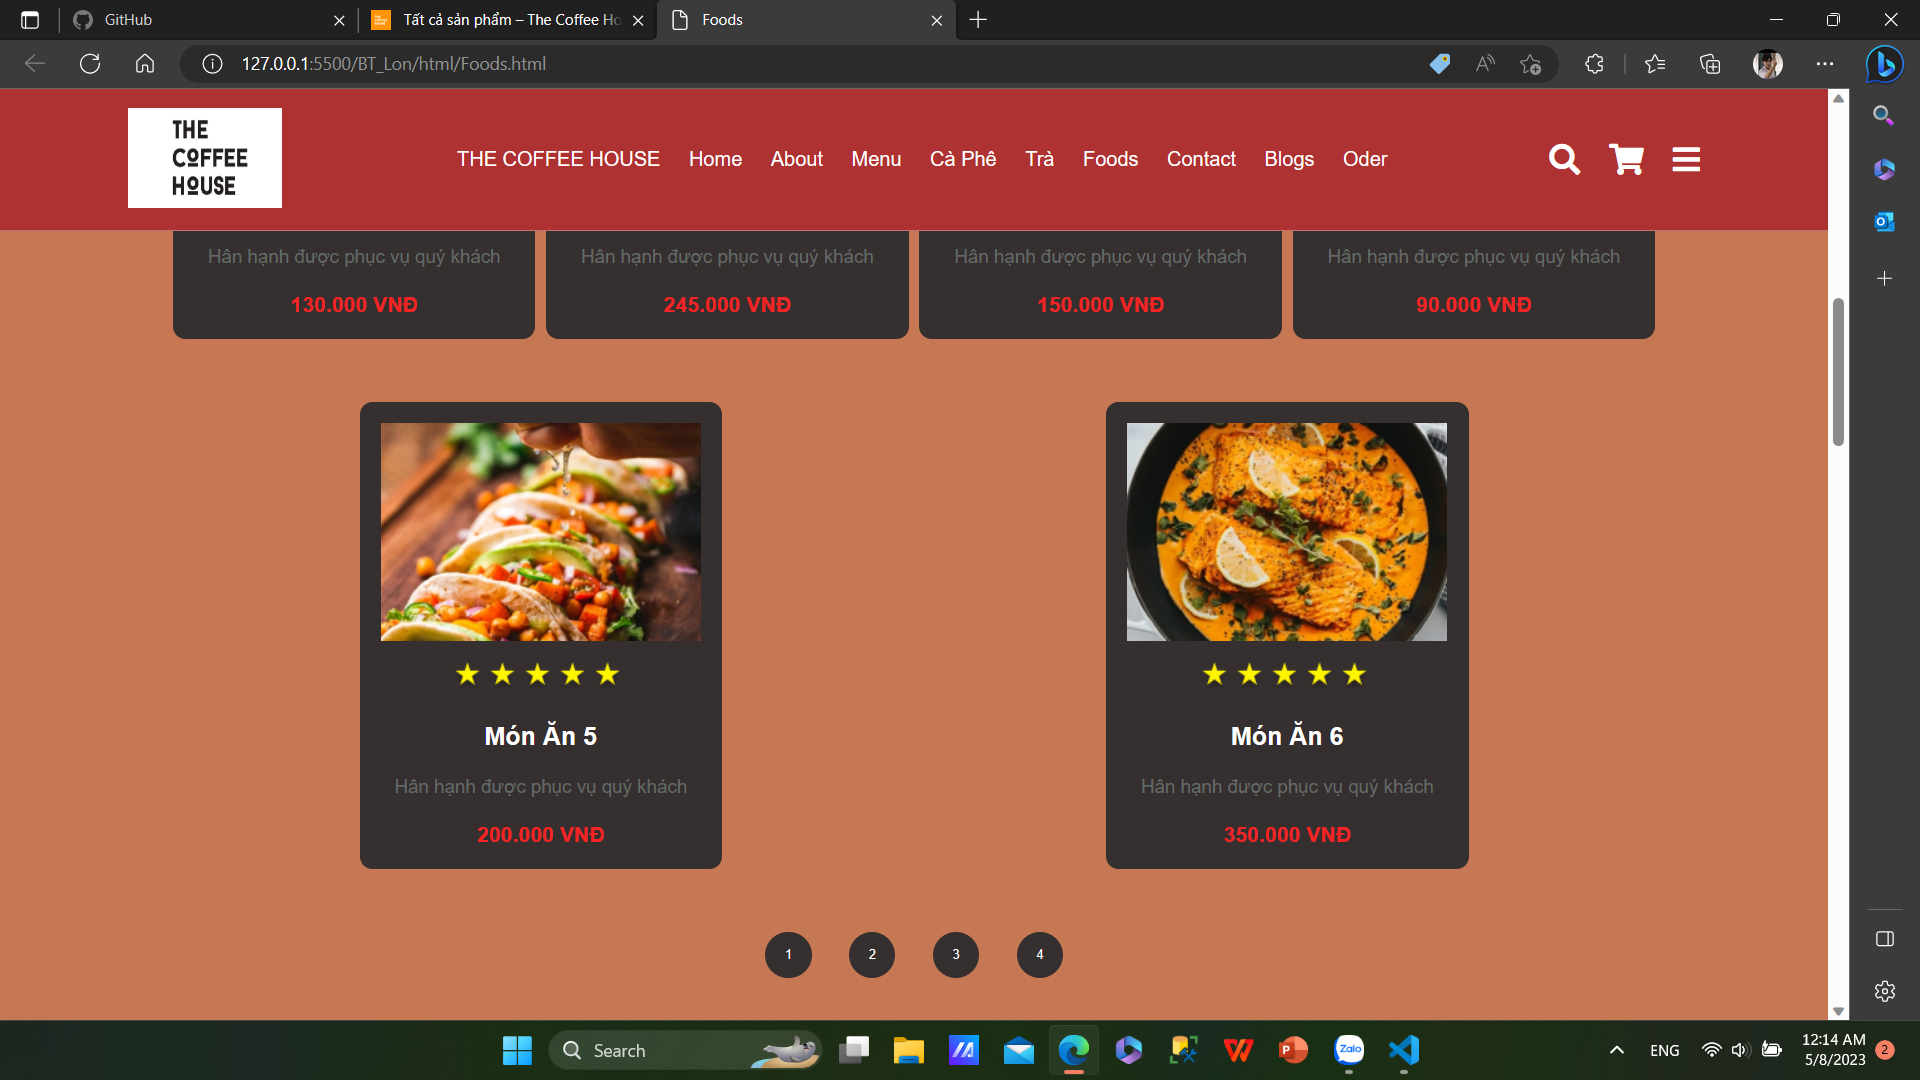 GitHub
Tất cả sản phẩm – The Coffee Ho
Foods
127.0.0.1:5500/BT_Lon/html/Foods.html
THE
COFFEE
HOUSE
THE COFFEE HOUSE Home About Menu Cà Phê Trà Foods Contact Blogs Oder
Hân hạnh được phục vụ quý khách
130.000 VNĐ
Hân hạnh được phục vụ quý khách
245.000 VNĐ
Hân hạnh được phục vụ quý khách
150.000 VNĐ
Hân hạnh được phục vụ quý khách
90.000 VNĐ
Món Ăn 5
Hân hạnh được phục vụ quý khách
200.000 VNĐ
Món Ăn 6
Hân hạnh được phục vụ quý khách
350.000 VNĐ
1 2 3 4
Search
Zalo
ENG
12:14 AM
5/8/2023
2